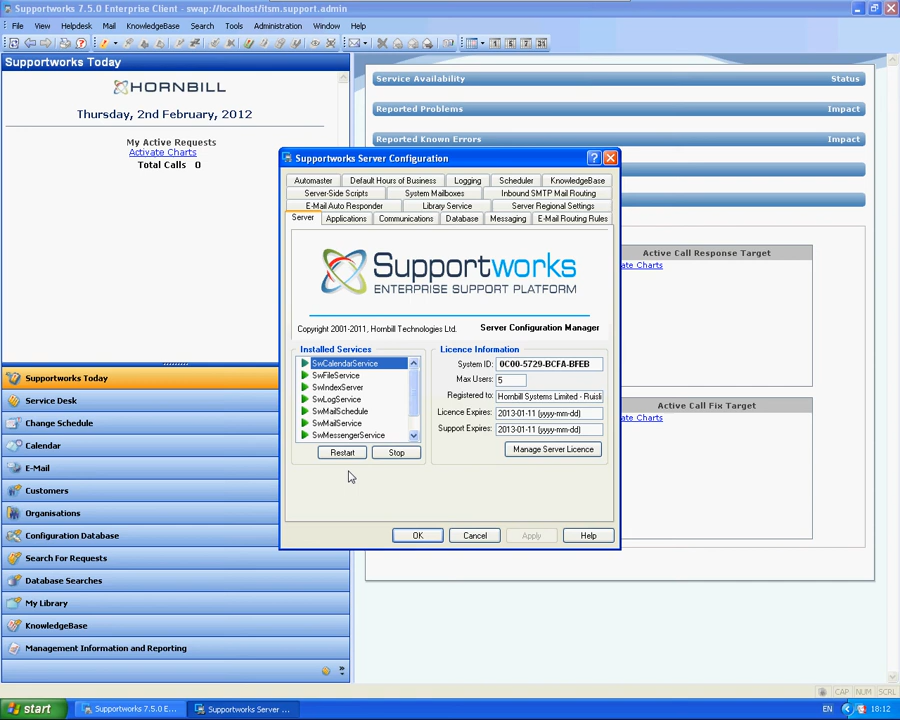 Supportworks 7.5.0 Enterprise Client - swap://localhost/itsm.support.admin
File View Helpdesk Mail KnowledgeBase Search Tools Administration Window Help
Supportworks Today
HORNBILL
Thursday, 2nd February, 2012
My Active Requests
Activate Charts
Total Calls 0
Service Availability Status
Reported Problems Impact
Reported Known Errors Impact
Active Call Response Target
ate Charts
Active Call Fix Target
ate Charts
Supportworks Today
Service Desk
Change Schedule
Calendar
E-Mail
Customers
Organisations
Configuration Database
Search For Requests
Database Searches
My Library
KnowledgeBase
Management Information and Reporting
Supportworks Server Configuration
Automaster Default Hours of Business Logging Scheduler KnowledgeBase
Server-Side Scripts System Mailboxes Inbound SMTP Mail Routing
E-Mail Auto Responder Library Service Server Regional Settings
Server Applications Communications Database Messaging E-Mail Routing Rules
Supportworks
ENTERPRISE SUPPORT PLATFORM
Copyright 2001-2011, Hornbill Technologies Ltd. Server Configuration Manager
Installed Services
SwCalendarService
SwFileService
SwIndexServer
SwLogService
SwMailSchedule
SwMailService
SwMessengerService
Restart Stop
Licence Information
System ID: 0C00-5729-BCFA-BFEB
Max Users: 5
Registered to: Hornbill Systems Limited - Ruisli
Licence Expires: 2013-01-11 (yyyy-mm-dd)
Support Expires: 2013-01-11 (yyyy-mm-dd)
Manage Server Licence
OK Cancel Apply Help
CAP NUM SCRL
start Supportworks 7.5.0 E... Supportworks Server ... EN 18:12